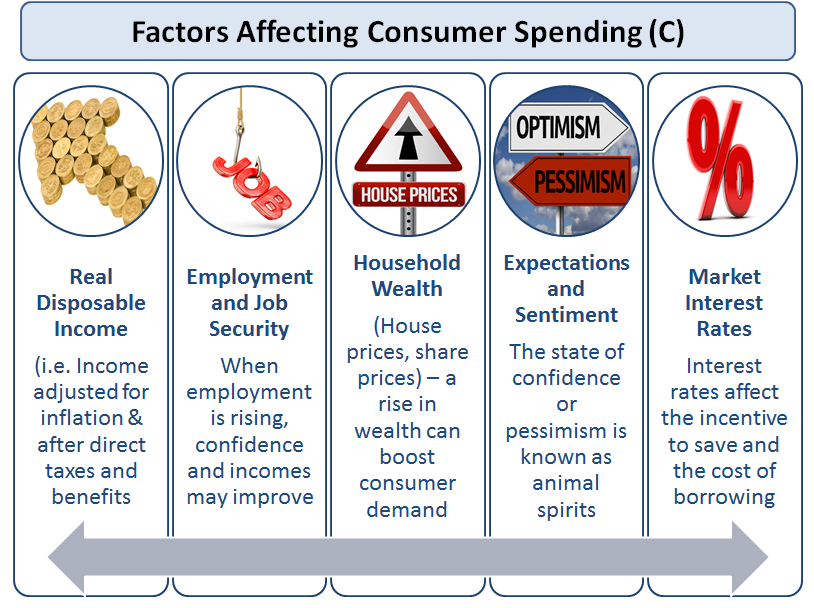 Factors Affecting Consumer Spending (C)
JOB
HOUSE PRICES
OPTIMISM
PESSIMISM
%
Real
Disposable
Income
(i.e. Income
adjusted for
inflation &
after direct
taxes and
benefits
Employment
and Job
Security
When
employment
is rising,
confidence
and incomes
may improve
Household
Wealth
(House
prices, share
prices) – a
rise in
wealth can
boost
consumer
demand
Expectations
and
Sentiment
The state of
confidence
or
pessimism is
known as
animal
spirits
Market
Interest
Rates
Interest
rates affect
the incentive
to save and
the cost of
borrowing